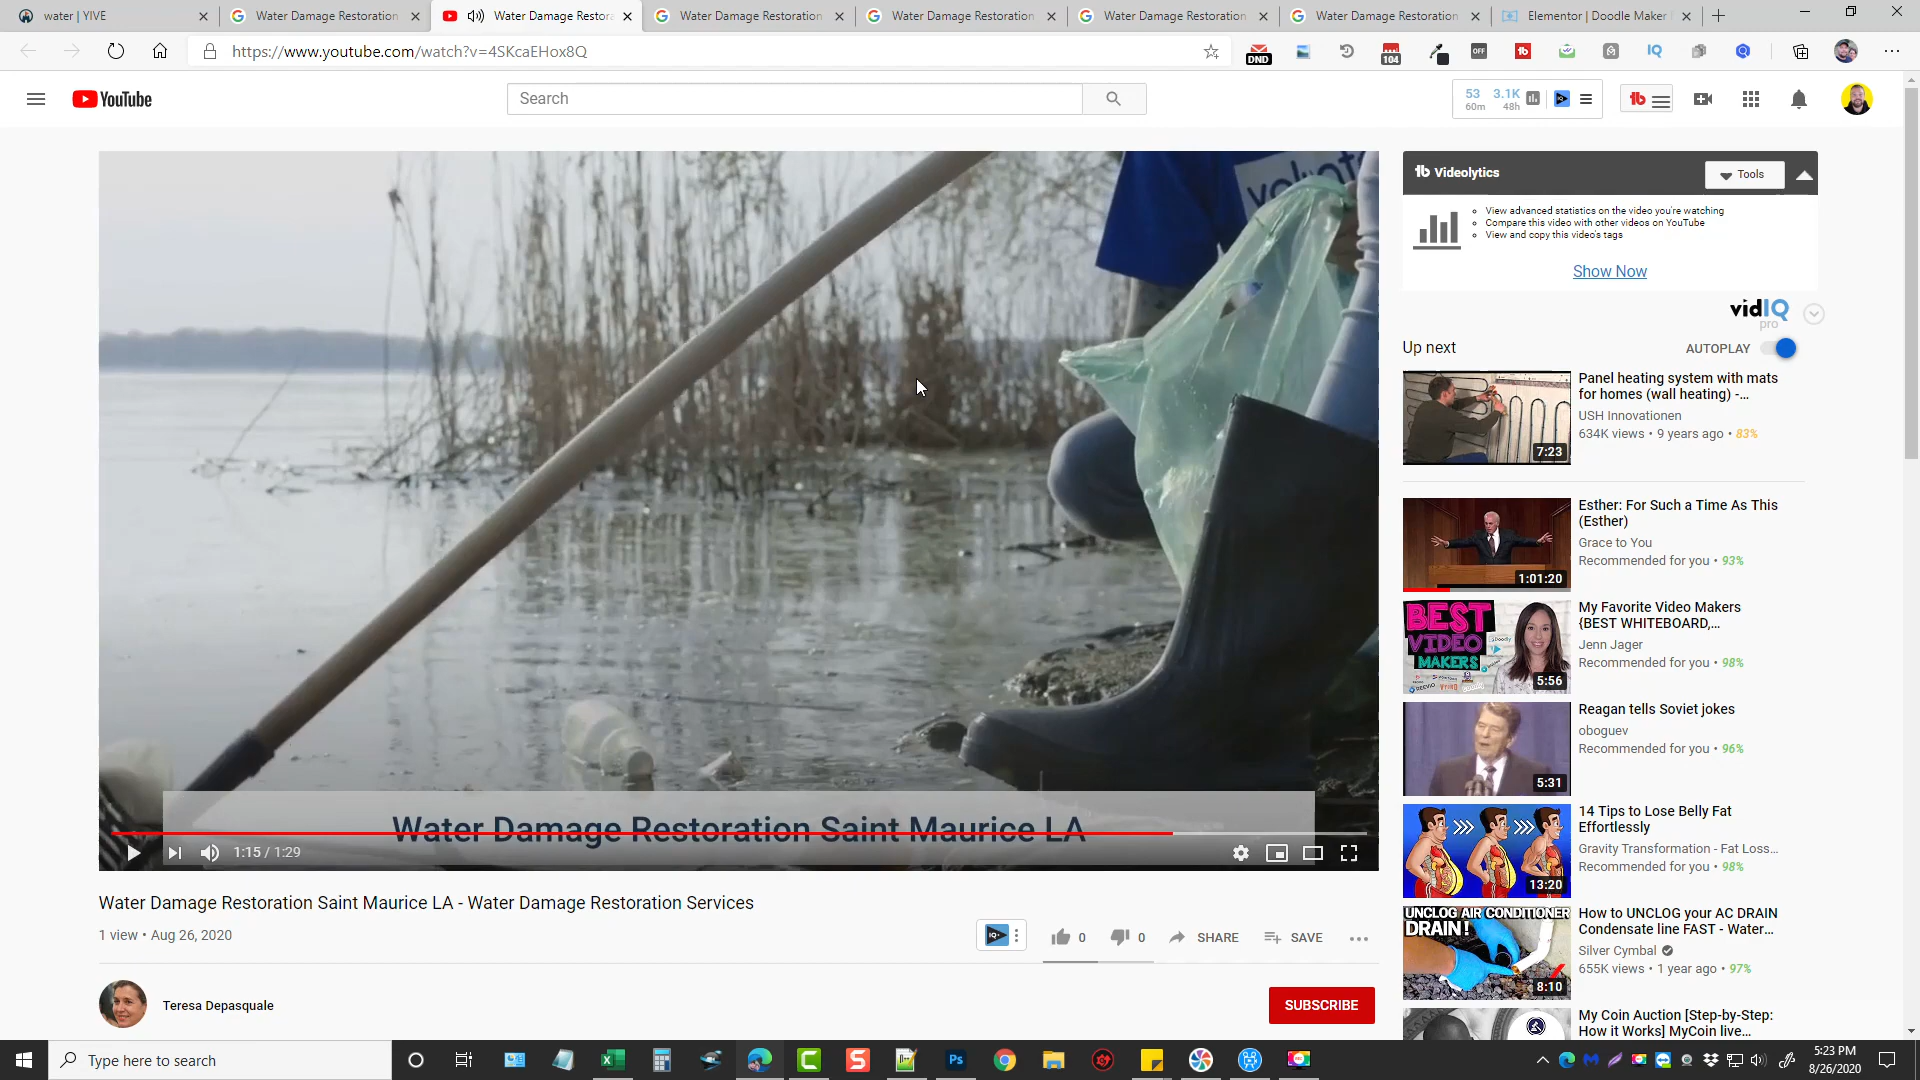 water | YIVE
Water Damage Restoration
Water Damage Restora
Water Damage Restoration
Water Damage Restoration
Water Damage Restoration
Water Damage Restoration
Elementor | Doodle Maker
https://www.youtube.com/watch?v=4SKcaEHox8Q
DND
104
OFF
tb
IQ
YouTube
Search
53 3.1K
60m 48h
tb
tb Videolytics
Tools
View advanced statistics on the video you're watching
Compare this video with other videos on YouTube
View and copy this video's tags
Show Now
vidIQ
pro
Up next
AUTOPLAY
Panel heating system with mats
for homes (wall heating) -...
USH Innovationen
634K views • 9 years ago • 83%
7:23
Esther: For Such a Time As This
(Esther)
Grace to You
Recommended for you • 93%
1:01:20
BEST
VIDEO
MAKERS
My Favorite Video Makers
{BEST WHITEBOARD,...
Jenn Jager
Recommended for you • 98%
5:56
Reagan tells Soviet jokes
oboguev
Recommended for you • 96%
5:31
14 Tips to Lose Belly Fat
Effortlessly
Gravity Transformation - Fat Loss...
Recommended for you • 98%
13:20
UNCLOG AIR CONDITIONER
DRAIN!
How to UNCLOG your AC DRAIN
Condensate line FAST - Water...
Silver Cymbal
655K views • 1 year ago • 97%
8:10
My Coin Auction [Step-by-Step:
How it Works] MyCoin live...
Water Damage Restoration Saint Maurice LA
1:15 / 1:29
Water Damage Restoration Saint Maurice LA - Water Damage Restoration Services
1 view • Aug 26, 2020
IQ
0
0
SHARE
SAVE
Teresa Depasquale
SUBSCRIBE
Type here to search
Ps
5:23 PM
8/26/2020